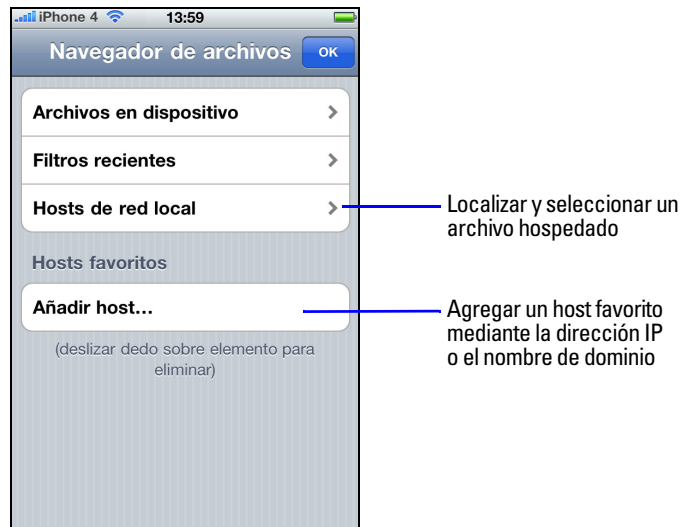 iPhone 4 13:59
Navegador de archivos OK
Archivos en dispositivo
Filtros recientes
Hosts de red local
Localizar y seleccionar un
archivo hospedado
Hosts favoritos
Añadir host...
Agregar un host favorito
mediante la dirección IP
o el nombre de dominio
(deslizar dedo sobre elemento para
eliminar)